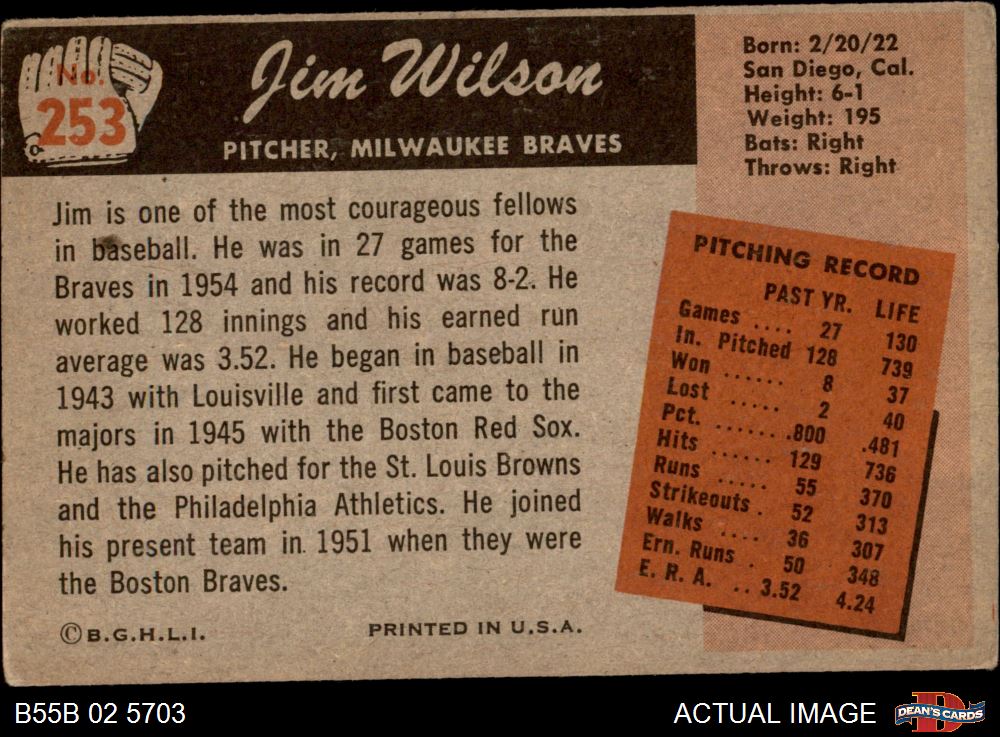 No.
253
Jim Wilson
PITCHER, MILWAUKEE BRAVES
Born: 2/20/22
San Diego, Cal.
Height: 6-1
Weight: 195
Bats: Right
Throws: Right
Jim is one of the most courageous fellows
in baseball. He was in 27 games for the
Braves in 1954 and his record was 8-2. He
worked 128 innings and his earned run
average was 3.52. He began in baseball in
1943 with Louisville and first came to the
majors in 1945 with the Boston Red Sox.
He has also pitched for the St. Louis Browns
and the Philadelphia Athletics. He joined
his present team in 1951 when they were
the Boston Braves.
PITCHING RECORD
PAST YR. LIFE
Games .... 27 130
In. Pitched 128 739
Won ...... 8 37
Lost ..... 2 40
Pct. .......800 .481
Hits ...... 129 736
Runs ..... 55 370
Strikeouts . 52 313
Walks .... 36 307
Ern. Runs . 50 348
E. R. A. .. 3.52 4.24
©B.G.H.L.I. PRINTED IN U.S.A.
B55B 02 5703 ACTUAL IMAGE DEAN'S CARDS